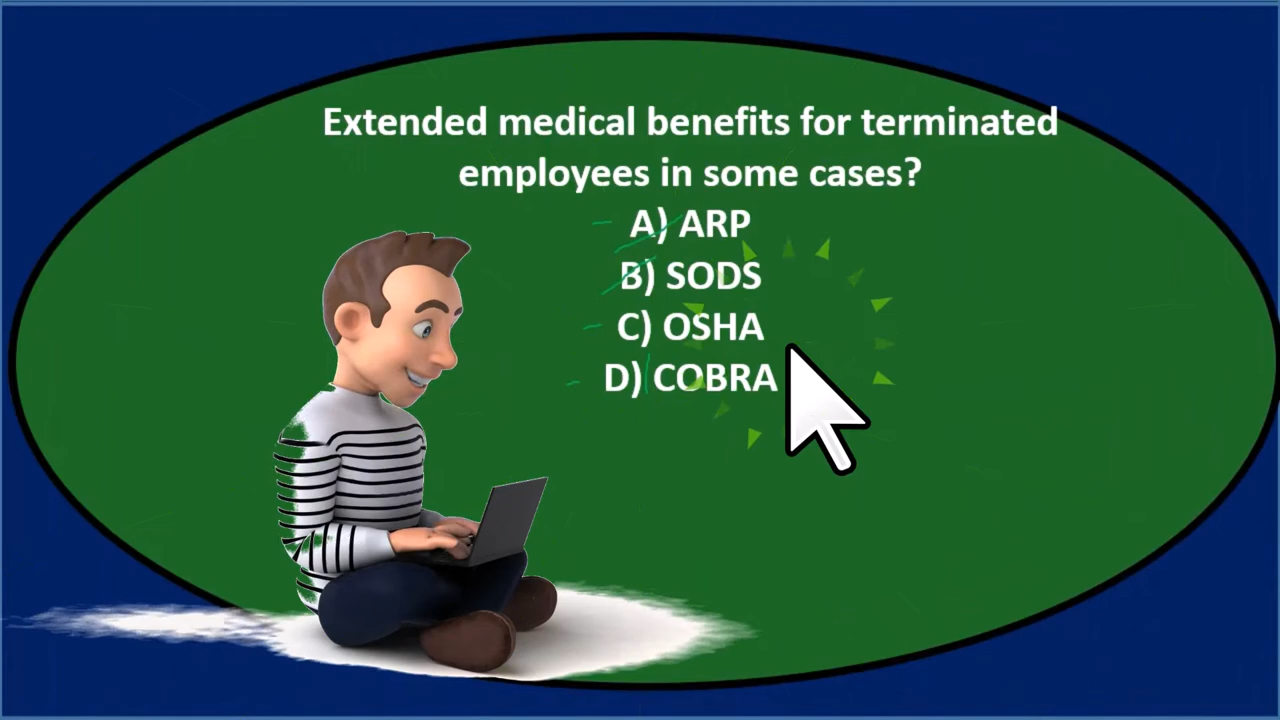 Extended medical benefits for terminated
employees in some cases?
A) ARP
B) SODS
C) OSHA
D) COBRA